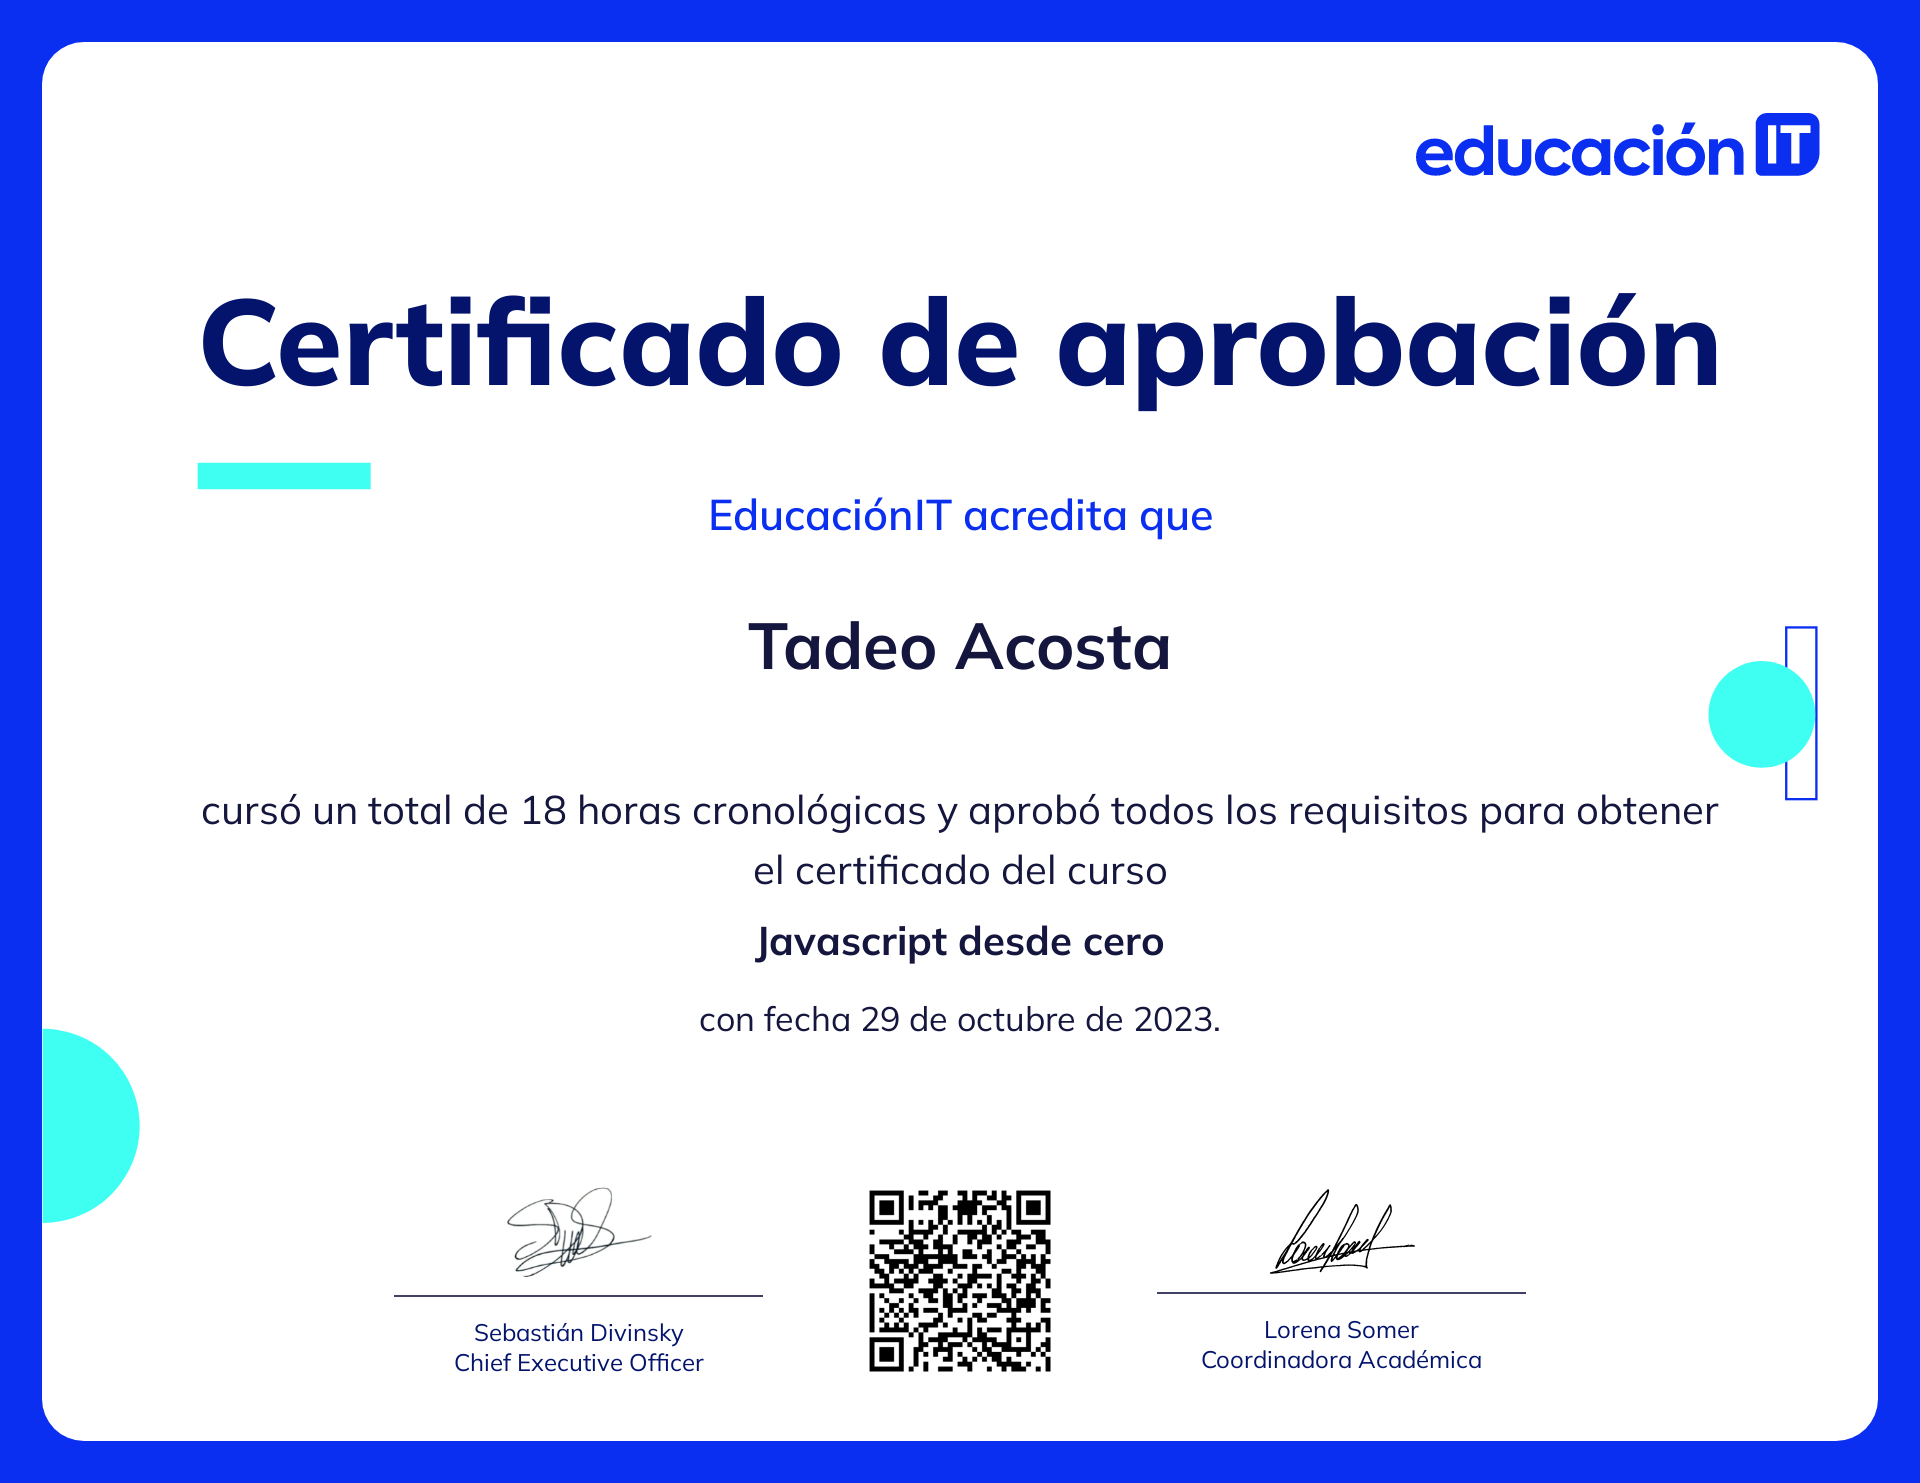 educación IT
Certificado de aprobación
EducaciónIT acredita que
Tadeo Acosta
cursó un total de 18 horas cronológicas y aprobó todos los requisitos para obtener
el certificado del curso
Javascript desde cero
con fecha 29 de octubre de 2023.
Sebastián Divinsky
Chief Executive Officer
Lorena Somer
Coordinadora Académica